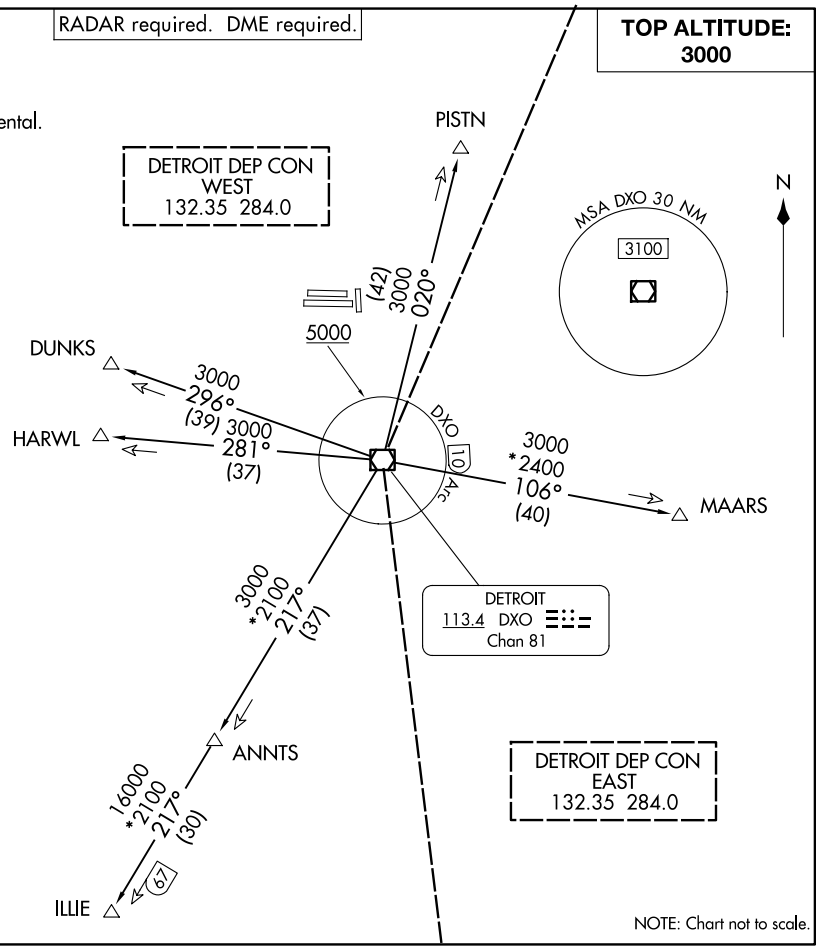 RADAR required. DME required.
TOP ALTITUDE:
3000
ental.
DETROIT DEP CON
WEST
132.35 284.0
PISTN
MSA DXO 30 NM
3100
N
(42)
3000
020°
5000
DUNKS
3000
296°
(39)
HARWL
3000
281°
(37)
DXO 10 Arc
3000
*2400
106°
(40)
MAARS
3000
*2100
217°
(37)
DETROIT
113.4 DXO
Chan 81
ANNTS
DETROIT DEP CON
EAST
132.35 284.0
16000
*2100
217°
(30)
67
ILLIE
NOTE: Chart not to scale.